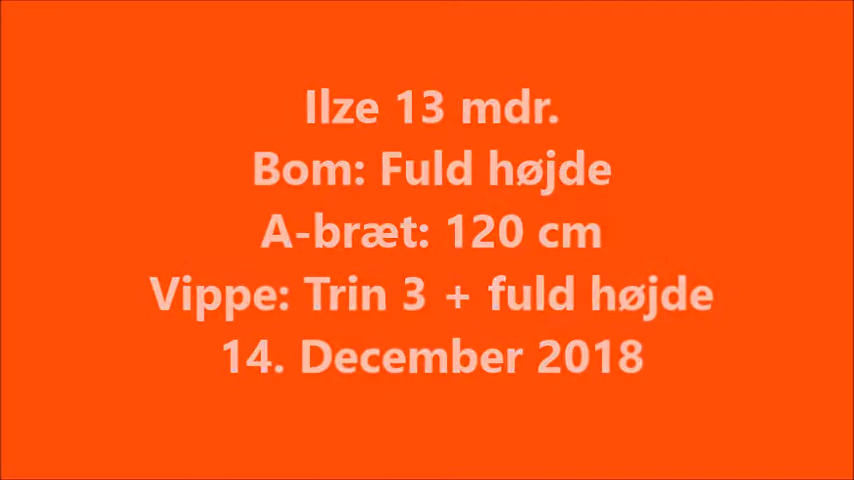 Ilze 13 mdr.
Bom: Fuld højde
A-bræt: 120 cm
Vippe: Trin 3 + fuld højde
14. December 2018